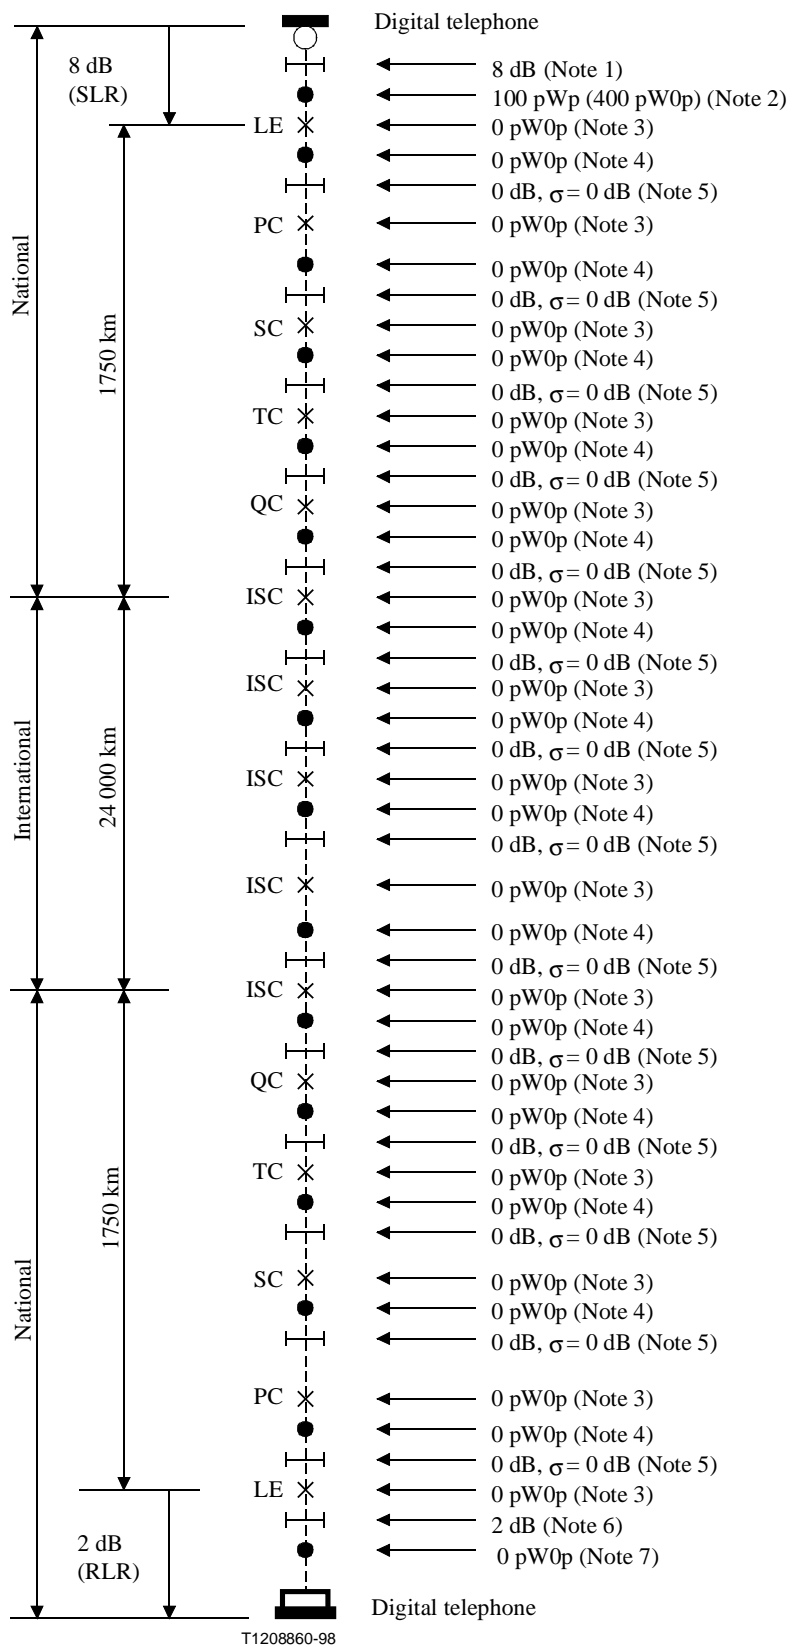 Digital telephone
8 dB
(SLR)
8 dB (Note 1)
100 pWp (400 pW0p) (Note 2)
LE
0 pW0p (Note 3)
0 pW0p (Note 4)
0 dB, σ = 0 dB (Note 5)
PC
0 pW0p (Note 3)
National
0 pW0p (Note 4)
0 dB, σ = 0 dB (Note 5)
SC
0 pW0p (Note 3)
1750 km
0 pW0p (Note 4)
0 dB, σ = 0 dB (Note 5)
TC
0 pW0p (Note 3)
0 pW0p (Note 4)
0 dB, σ = 0 dB (Note 5)
QC
0 pW0p (Note 3)
0 pW0p (Note 4)
0 dB, σ = 0 dB (Note 5)
ISC
0 pW0p (Note 3)
0 pW0p (Note 4)
0 dB, σ = 0 dB (Note 5)
ISC
0 pW0p (Note 3)
0 pW0p (Note 4)
0 dB, σ = 0 dB (Note 5)
International
24 000 km
ISC
0 pW0p (Note 3)
0 pW0p (Note 4)
0 dB, σ = 0 dB (Note 5)
ISC
0 pW0p (Note 3)
0 pW0p (Note 4)
0 dB, σ = 0 dB (Note 5)
ISC
0 pW0p (Note 3)
0 pW0p (Note 4)
0 dB, σ = 0 dB (Note 5)
QC
0 pW0p (Note 3)
0 pW0p (Note 4)
0 dB, σ = 0 dB (Note 5)
TC
0 pW0p (Note 3)
1750 km
0 pW0p (Note 4)
0 dB, σ = 0 dB (Note 5)
SC
0 pW0p (Note 3)
National
0 pW0p (Note 4)
0 dB, σ = 0 dB (Note 5)
PC
0 pW0p (Note 3)
0 pW0p (Note 4)
0 dB, σ = 0 dB (Note 5)
LE
0 pW0p (Note 3)
2 dB (Note 6)
2 dB
(RLR)
0 pW0p (Note 7)
Digital telephone
T1208860-98